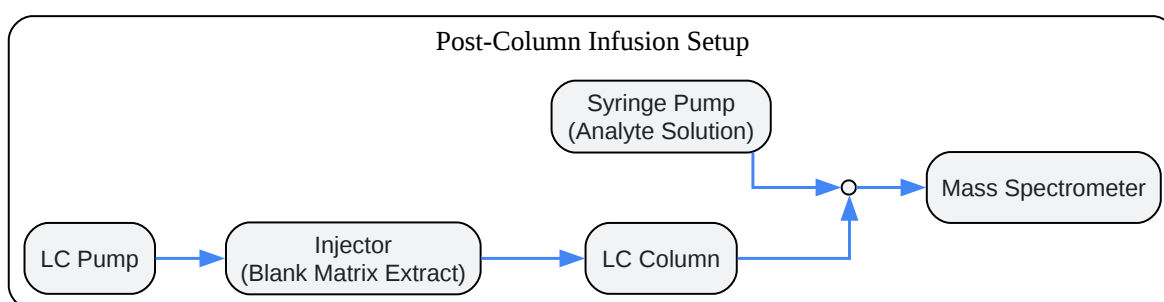 Post-Column Infusion Setup
Syringe Pump
(Analyte Solution)
Mass Spectrometer
LC Pump
Injector
(Blank Matrix Extract)
LC Column